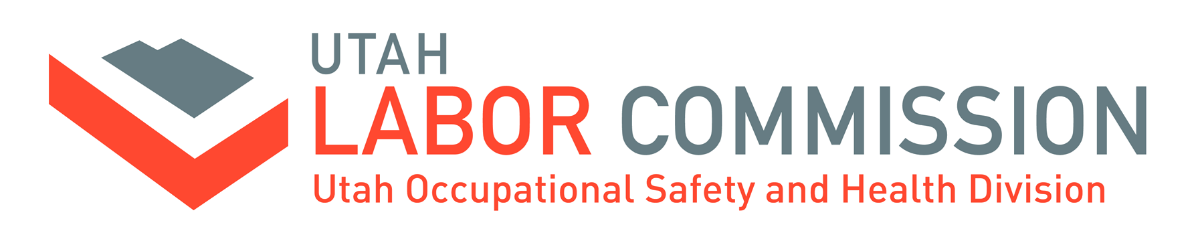 UTAH
LABOR COMMISSION
Utah Occupational Safety and Health Division